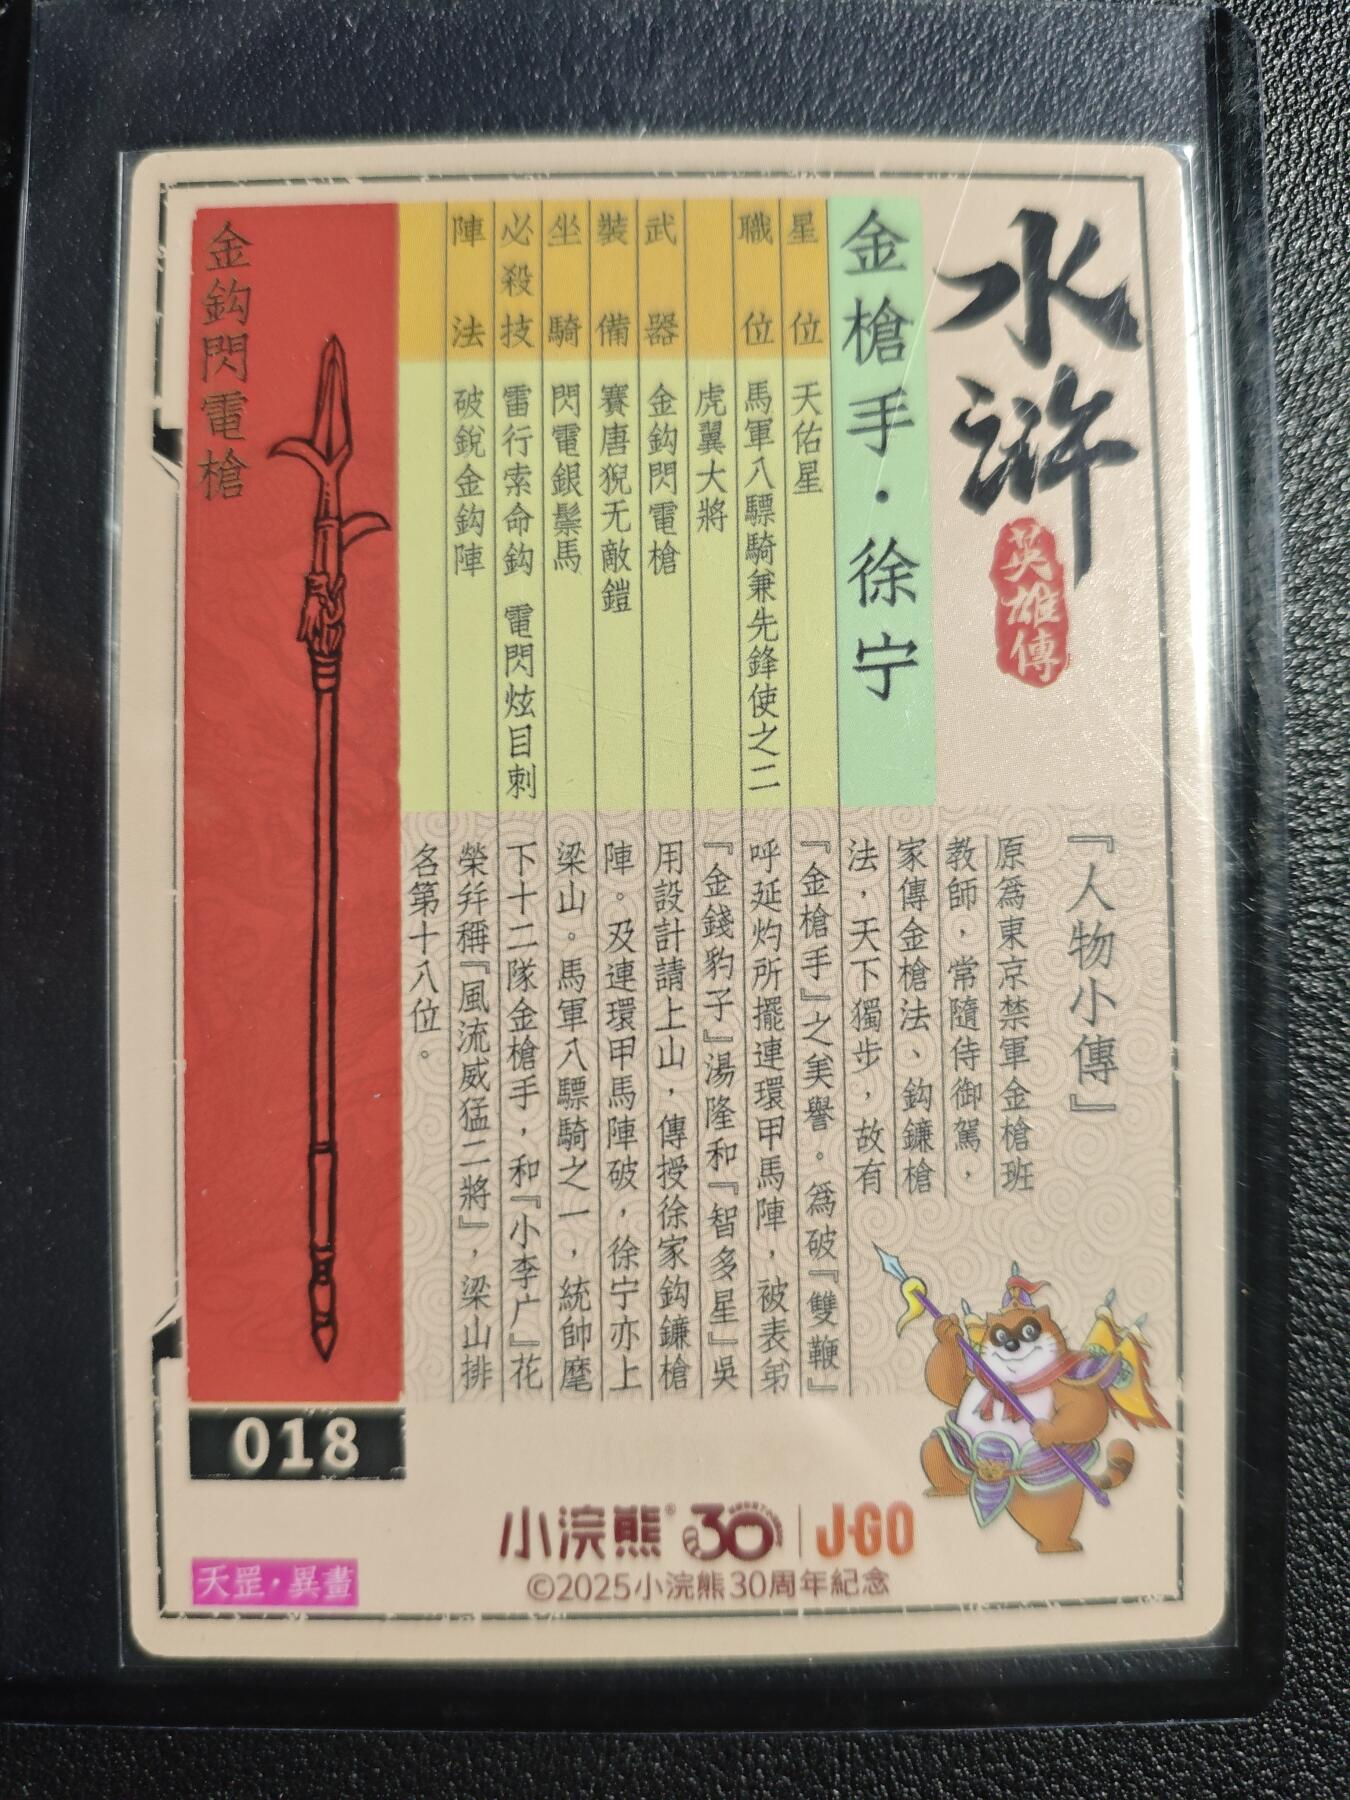 水滸
英雄傳
金槍手・徐宁
星位 天佑星
職位 馬軍八驃騎兼先鋒使之二
虎翼大將
武器 金鈎閃電槍
裝備 賽唐猊无敵鎧
坐騎 閃電銀鬃馬
必殺技 雷行索命鈎 電閃炫目刺
陣法 破銳金鈎陣
金鈎閃電槍
『人物小傳』
原爲東京禁軍金槍班
教師，常隨侍御駕，
家傳金槍法、鈎鐮槍
法，天下獨步，故有
『金槍手』之美譽。爲破『雙鞭』
呼延灼所擺連環甲馬陣，被表弟
『金錢豹子』湯隆和『智多星』吳
用設計請上山，傳授徐家鈎鐮槍
陣。及連環甲馬陣破，徐宁亦上
梁山。馬軍八驃騎之一，統帥麾
下十二隊金槍手，和『小李广』花
榮幷稱『風流威猛二將』，梁山排
名第十八位。
018
天罡・異畫
小浣熊® 30 | J·GO
©2025小浣熊30周年紀念